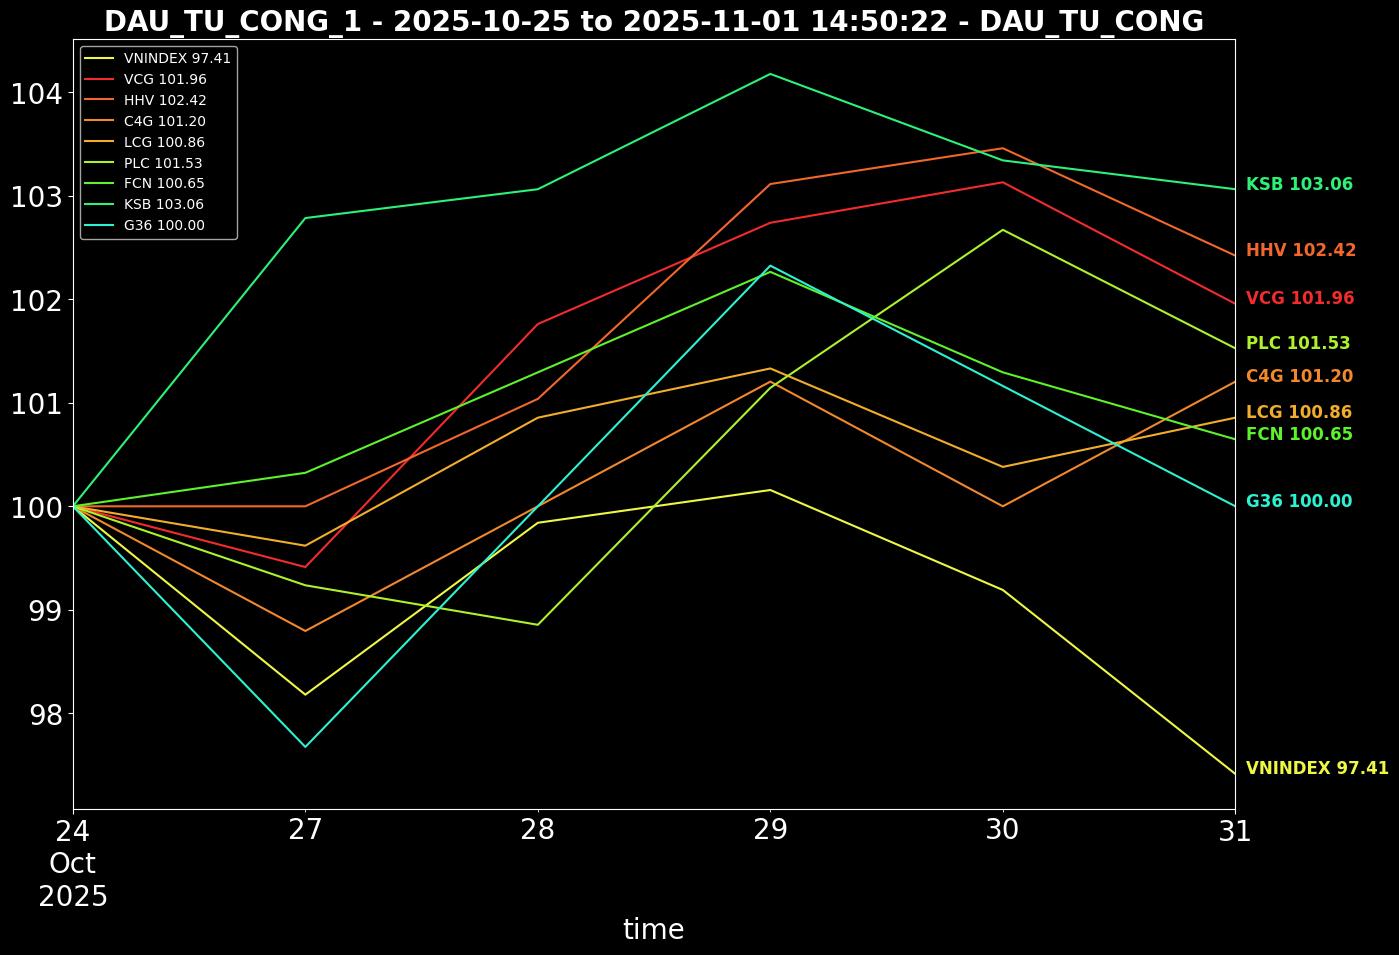 DAU_TU_CONG_1 - 2025-10-25 to 2025-11-01 14:50:22 - DAU_TU_CONG
VNINDEX 97.41
VCG 101.96
HHV 102.42
C4G 101.20
LCG 100.86
PLC 101.53
FCN 100.65
KSB 103.06
G36 100.00
104
103
102
101
100
99
98
KSB 103.06
HHV 102.42
VCG 101.96
PLC 101.53
C4G 101.20
LCG 100.86
FCN 100.65
G36 100.00
VNINDEX 97.41
24 27 28 29 30 31
Oct
2025
time